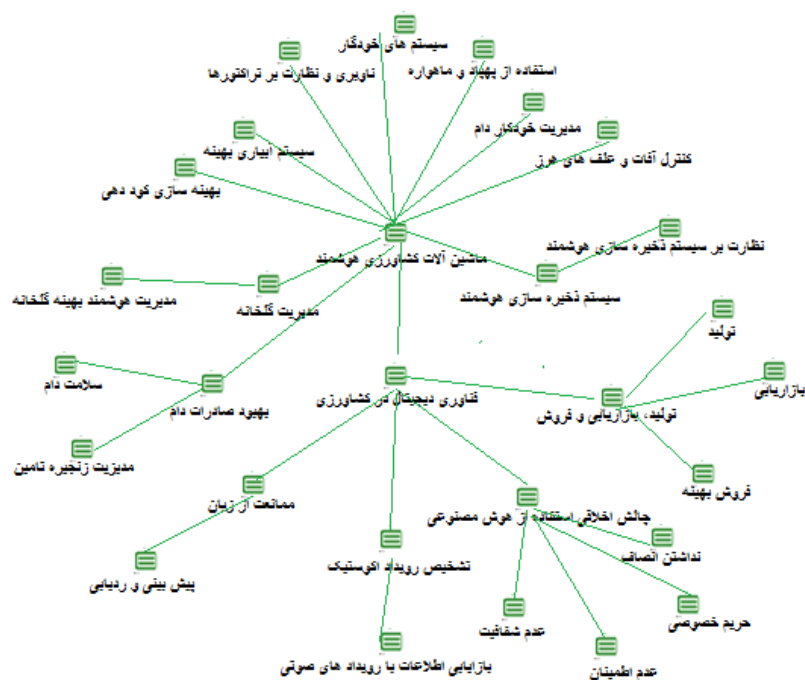 سیستم های خودگار
ناوبری و نظارت بر تراکتورها
استفاده از پهپاد و ماهواره
مدیریت خودکار دام
سیستم ابیاری بهینه
کنترل آفات و علف های هرز
بهینه سازی کود دهی
نظارت بر سیستم ذخیره سازی هوشمند
ماشین آلات کشاورزی هوشمند
سیستم ذخیره سازی هوشمند
مدیریت گلخانه
مدیریت هوشمند بهینه گلخانه
تولید
سلامت دام
بازاریابی
فناوری دیجیتال در کشاورزی
بهبود صادرات دام
تولید، بازاریابی و فروش
مدیریت زنجیره تامین
فروش بهینه
ممانعت از زیان
چالش اخلاقی استفاده از هوش مصنوعی
نداشتن انصاف
تشخیص رویداد اکوستیک
پیش بینی و ردیابی
حریم خصوصی
عدم شفافیت
بازایابی اطلاعات با رویداد های صوتی
عدم اطمینان